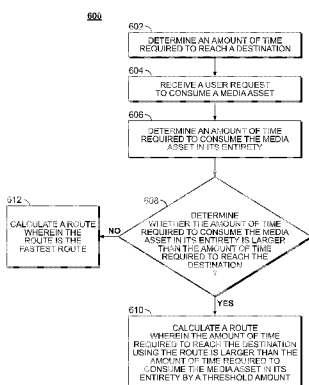 600
602
DETERMINE AN AMOUNT OF TIME
REQUIRED TO REACH A DESTINATION
604
RECEIVE A USER REQUEST
TO CONSUME A MEDIA ASSET
606
DETERMINE AN AMOUNT OF TIME
REQUIRED TO CONSUME THE MEDIA
ASSET IN ITS ENTIRETY
608
DETERMINE
WHETHER THE AMOUNT OF TIME
REQUIRED TO CONSUME THE MEDIA
ASSET IN ITS ENTIRETY IS LARGER
THAN THE AMOUNT OF TIME
REQUIRED TO REACH THE
DESTINATION
?
NO
612
CALCULATE A ROUTE
WHEREIN THE
ROUTE IS THE
FASTEST ROUTE
YES
610
CALCULATE A ROUTE
WHEREIN THE AMOUNT OF TIME
REQUIRED TO REACH THE DESTINATION
USING THE ROUTE IS LARGER THAN THE
AMOUNT OF TIME REQUIRED TO
CONSUME THE MEDIA ASSET IN ITS
ENTIRETY BY A THRESHOLD AMOUNT